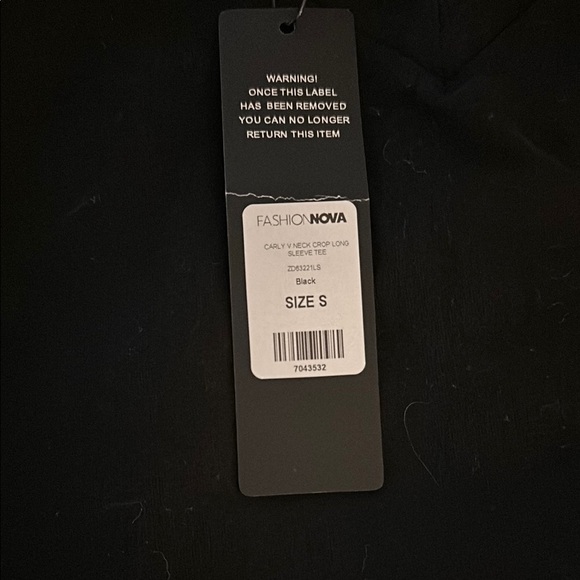 WARNING!
ONCE THIS LABEL
HAS BEEN REMOVED
YOU CAN NO LONGER
RETURN THIS ITEM
FASHIONNOVA
CARLY V NECK CROP LONG
SLEEVE TEE
ZD63221LS
Black
SIZE S
7043532